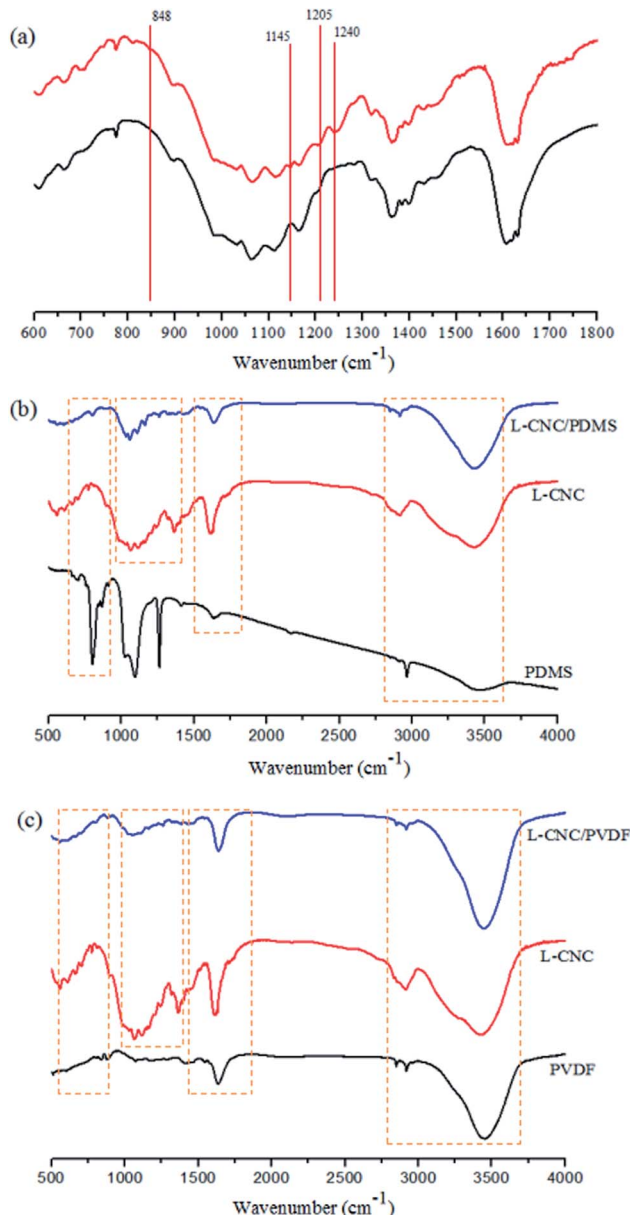 (a)
848
1145
1205
1240
600 700 800 900 1000 1100 1200 1300 1400 1500 1600 1700 1800
Wavenumber (cm⁻¹)
(b)
L-CNC/PDMS
L-CNC
PDMS
500 1000 1500 2000 2500 3000 3500 4000
Wavenumber (cm⁻¹)
(c)
L-CNC/PVDF
L-CNC
PVDF
500 1000 1500 2000 2500 3000 3500 4000
Wavenumber (cm⁻¹)